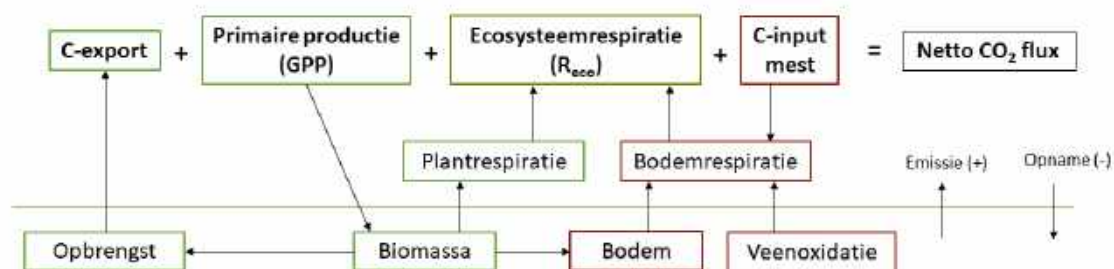 C-export + Primaire productie (GPP) + Ecosysteemrespiratie (Reco) + C-input mest = Netto CO₂ flux
Plantrespiratie
Bodemrespiratie
Emissie (+)
Opname (-)
Opbrengst
Biomassa
Bodem
Veenoxidatie